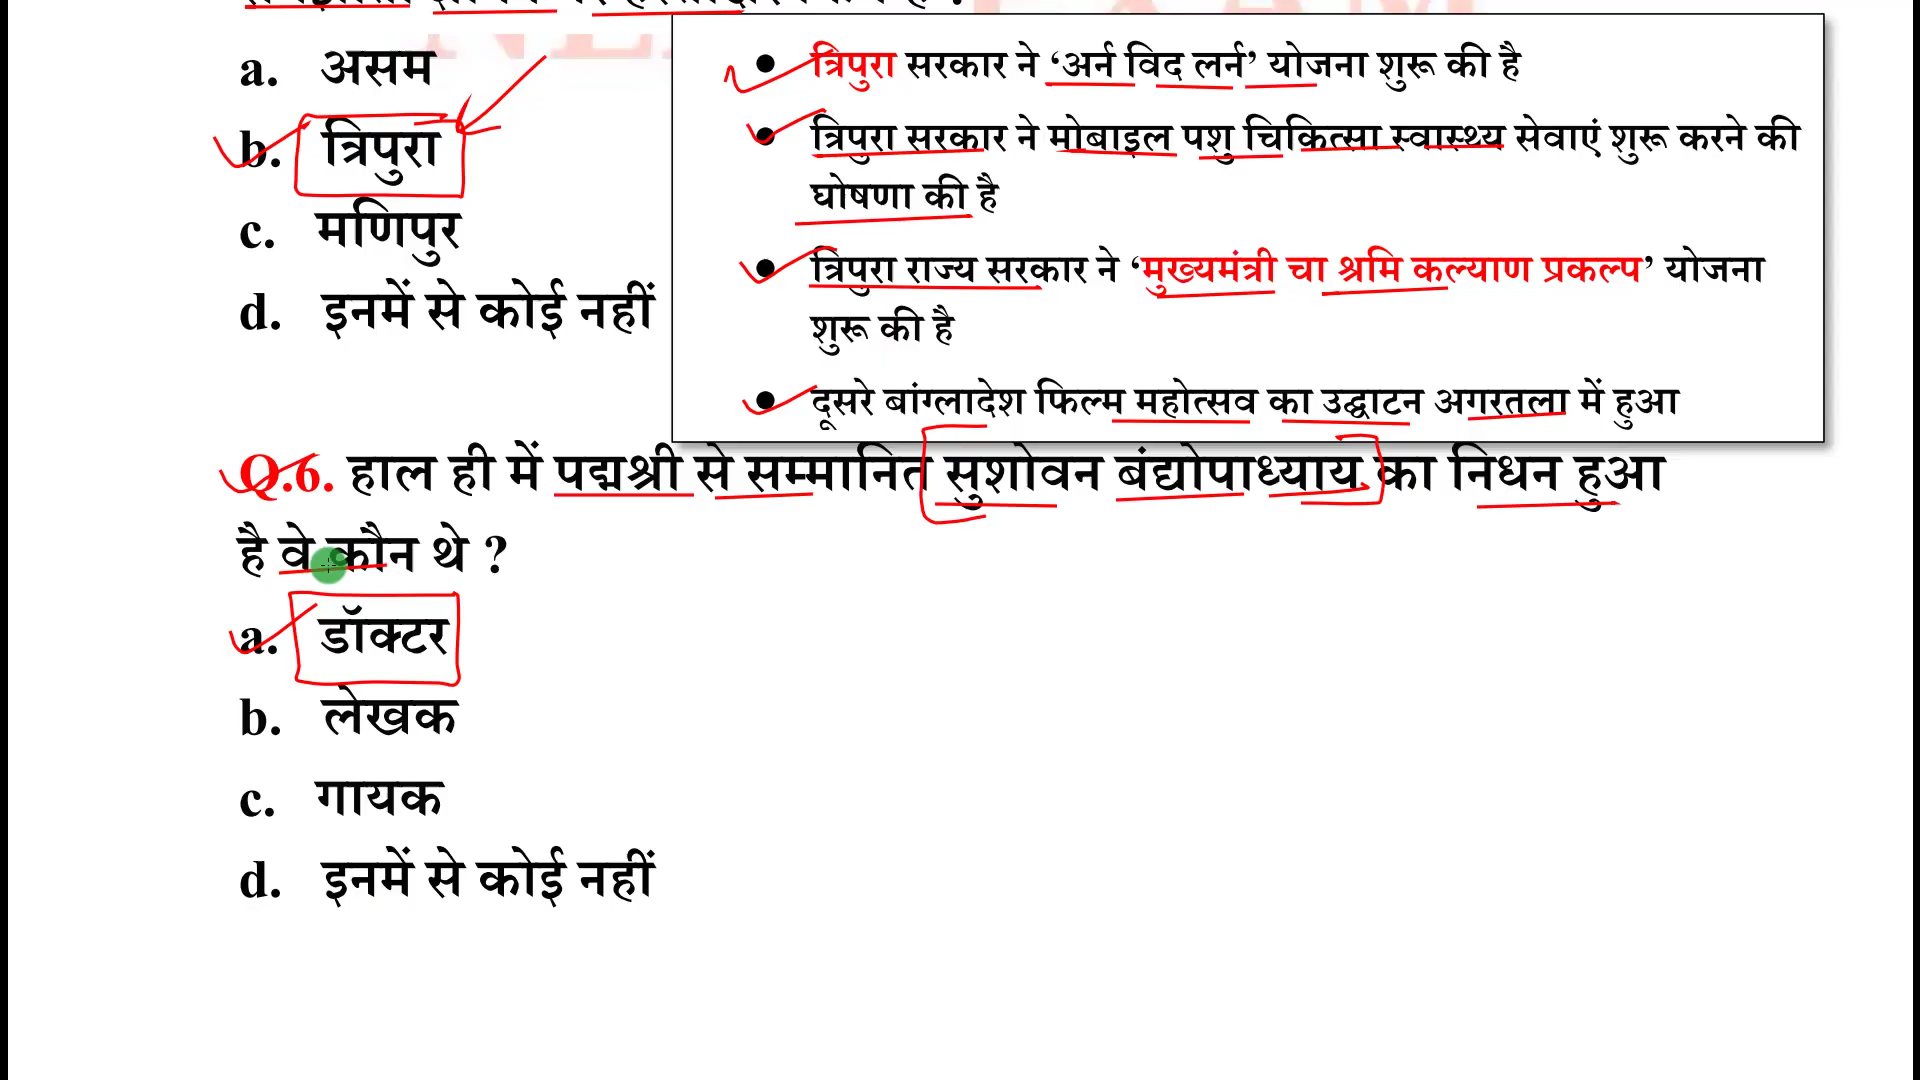 a. असम
b. त्रिपुरा
c. मणिपुर
d. इनमें से कोई नहीं
• त्रिपुरा सरकार ने ‘अर्न विद लर्न’ योजना शुरू की है
• त्रिपुरा सरकार ने मोबाइल पशु चिकित्सा स्वास्थ्य सेवाएं शुरू करने की
घोषणा की है
• त्रिपुरा राज्य सरकार ने ‘मुख्यमंत्री चा श्रमि कल्याण प्रकल्प’ योजना
शुरू की है
• दूसरे बांग्लादेश फिल्म महोत्सव का उद्घाटन अगरतला में हुआ
Q.6. हाल ही में पद्मश्री से सम्मानित सुशोवन बंद्योपाध्याय का निधन हुआ
है वे कौन थे ?
a. डॉक्टर
b. लेखक
c. गायक
d. इनमें से कोई नहीं